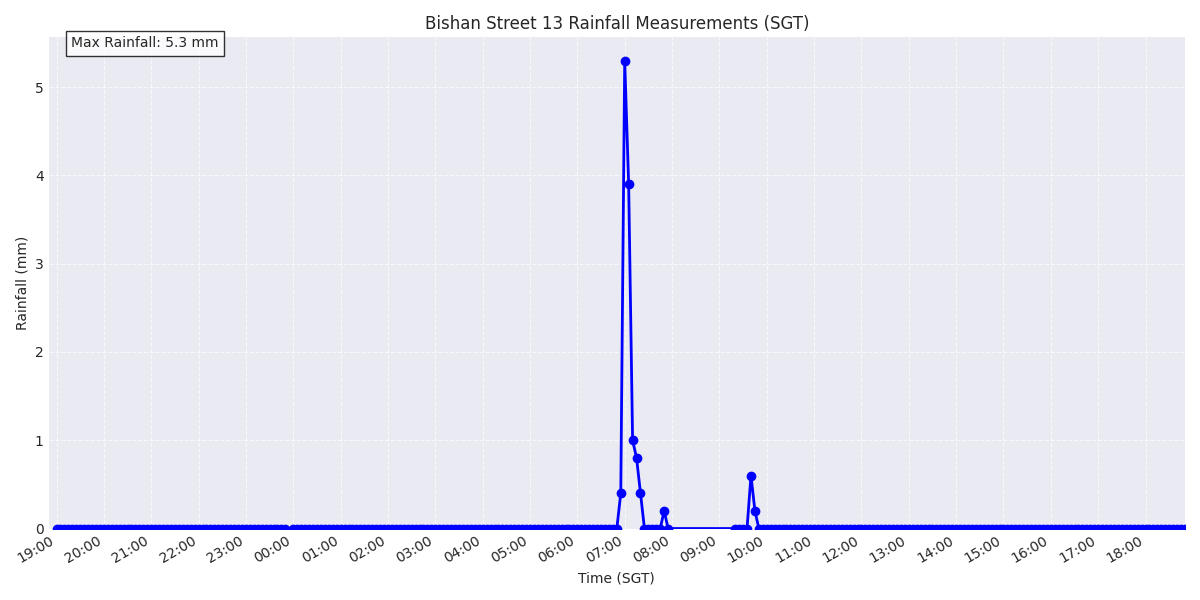 Bishan Street 13 Rainfall Measurements (SGT)
Max Rainfall: 5.3 mm
Rainfall (mm)
5
4
3
2
1
0
19:00 20:00 21:00 22:00 23:00 00:00 01:00 02:00 03:00 04:00 05:00 06:00 07:00 08:00 09:00 10:00 11:00 12:00 13:00 14:00 15:00 16:00 17:00 18:00
Time (SGT)